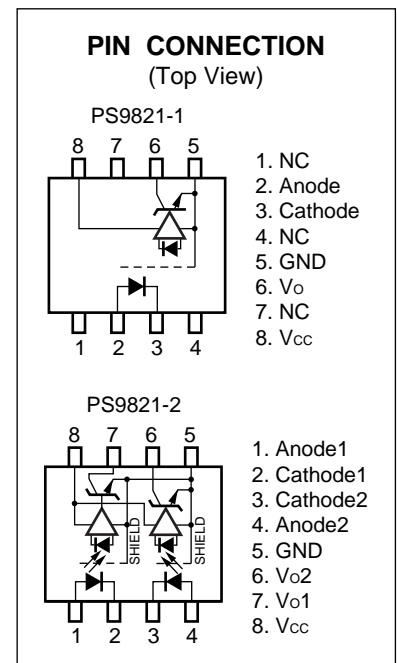 PIN CONNECTION
(Top View)
PS9821-1
8 7 6 5
1. NC
2. Anode
3. Cathode
4. NC
5. GND
6. Vo
7. NC
8. Vcc
1 2 3 4
PS9821-2
8 7 6 5
SHIELD SHIELD
1. Anode1
2. Cathode1
3. Cathode2
4. Anode2
5. GND
6. Vo2
7. Vo1
8. Vcc
1 2 3 4